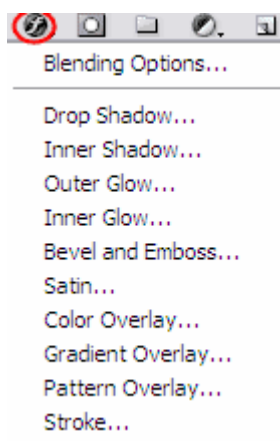 Blending Options...
Drop Shadow...
Inner Shadow...
Outer Glow...
Inner Glow...
Bevel and Emboss...
Satin...
Color Overlay...
Gradient Overlay...
Pattern Overlay...
Stroke...